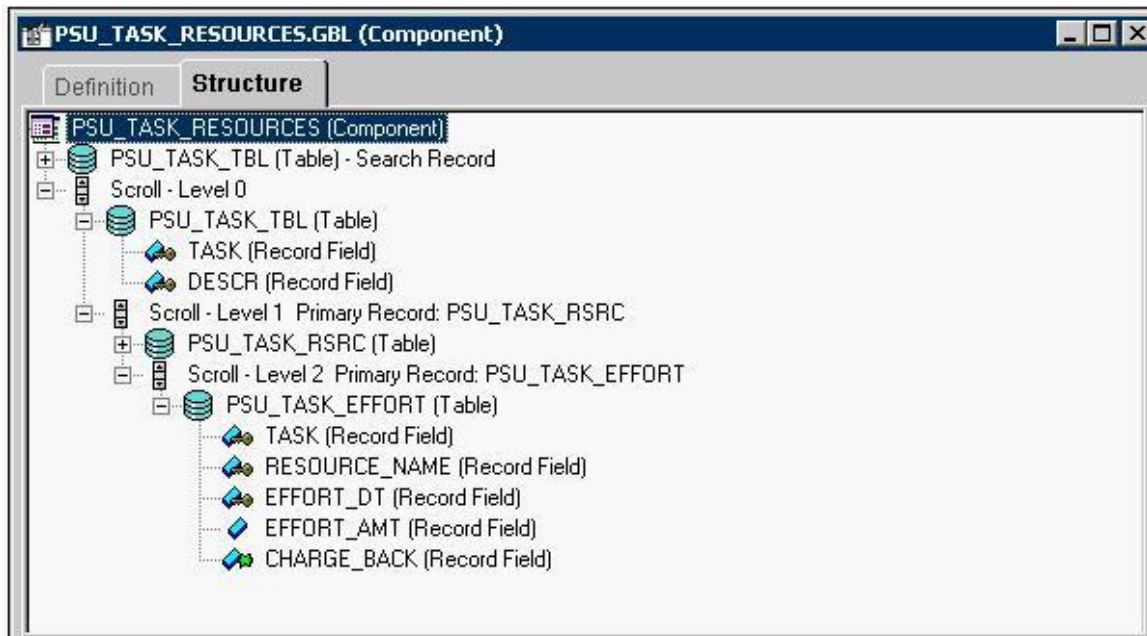 PSU_TASK_RESOURCES.GBL (Component)
Definition Structure
PSU_TASK_RESOURCES (Component)
PSU_TASK_TBL (Table) - Search Record
Scroll - Level 0
PSU_TASK_TBL (Table)
TASK (Record Field)
DESCR (Record Field)
Scroll - Level 1 Primary Record: PSU_TASK_RSRC
PSU_TASK_RSRC (Table)
Scroll - Level 2 Primary Record: PSU_TASK_EFFORT
PSU_TASK_EFFORT (Table)
TASK (Record Field)
RESOURCE_NAME (Record Field)
EFFORT_DT (Record Field)
EFFORT_AMT (Record Field)
CHARGE_BACK (Record Field)